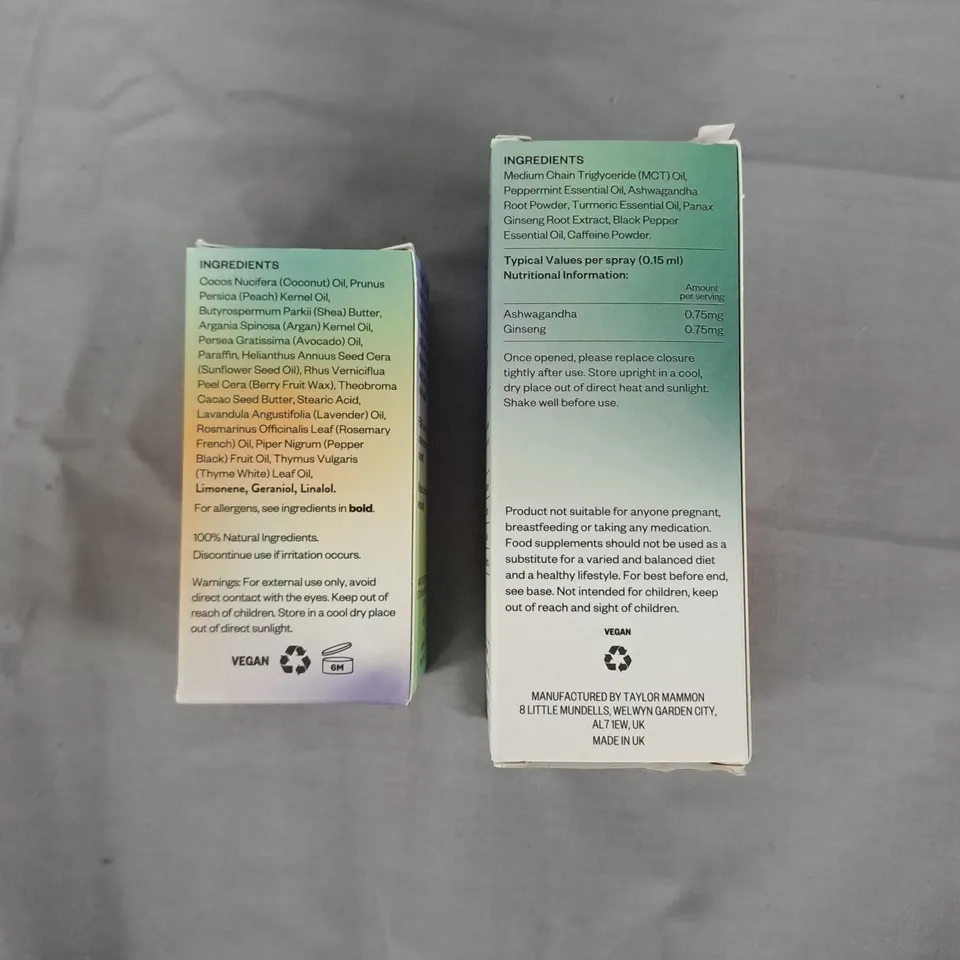 INGREDIENTS
Cocos Nucifera (Coconut) Oil, Prunus
Persica (Peach) Kernel Oil,
Butyrospermum Parkii (Shea) Butter,
Argania Spinosa (Argan) Kernel Oil,
Persea Gratissima (Avocado) Oil,
Paraffin, Helianthus Annuus Seed Cera
(Sunflower Seed Oil), Rhus Verniciflua
Peel Cera (Berry Fruit Wax), Theobroma
Cacao Seed Butter, Stearic Acid,
Lavandula Angustifolia (Lavender) Oil,
Rosmarinus Officinalis Leaf (Rosemary
French) Oil, Piper Nigrum (Pepper
Black) Fruit Oil, Thymus Vulgaris
(Thyme White) Leaf Oil,
Limonene, Geraniol, Linalol.
For allergens, see ingredients in bold.
100% Natural Ingredients.
Discontinue use if irritation occurs.
Warnings: For external use only, avoid
direct contact with the eyes. Keep out of
reach of children. Store in a cool dry place
out of direct sunlight.
VEGAN
6M
INGREDIENTS
Medium Chain Triglyceride (MCT) Oil,
Peppermint Essential Oil, Ashwagandha
Root Powder, Turmeric Essential Oil, Panax
Ginseng Root Extract, Black Pepper
Essential Oil, Caffeine Powder.
Typical Values per spray (0.15 ml)
Nutritional Information:
Amount
per serving
Ashwagandha 0.75mg
Ginseng 0.75mg
Once opened, please replace closure
tightly after use. Store upright in a cool,
dry place out of direct heat and sunlight.
Shake well before use.
Product not suitable for anyone pregnant,
breastfeeding or taking any medication.
Food supplements should not be used as a
substitute for a varied and balanced diet
and a healthy lifestyle. For best before end,
see base. Not intended for children, keep
out of reach and sight of children.
VEGAN
MANUFACTURED BY TAYLOR MAMMON
8 LITTLE MUNDELLS, WELWYN GARDEN CITY,
AL7 1EW, UK
MADE IN UK